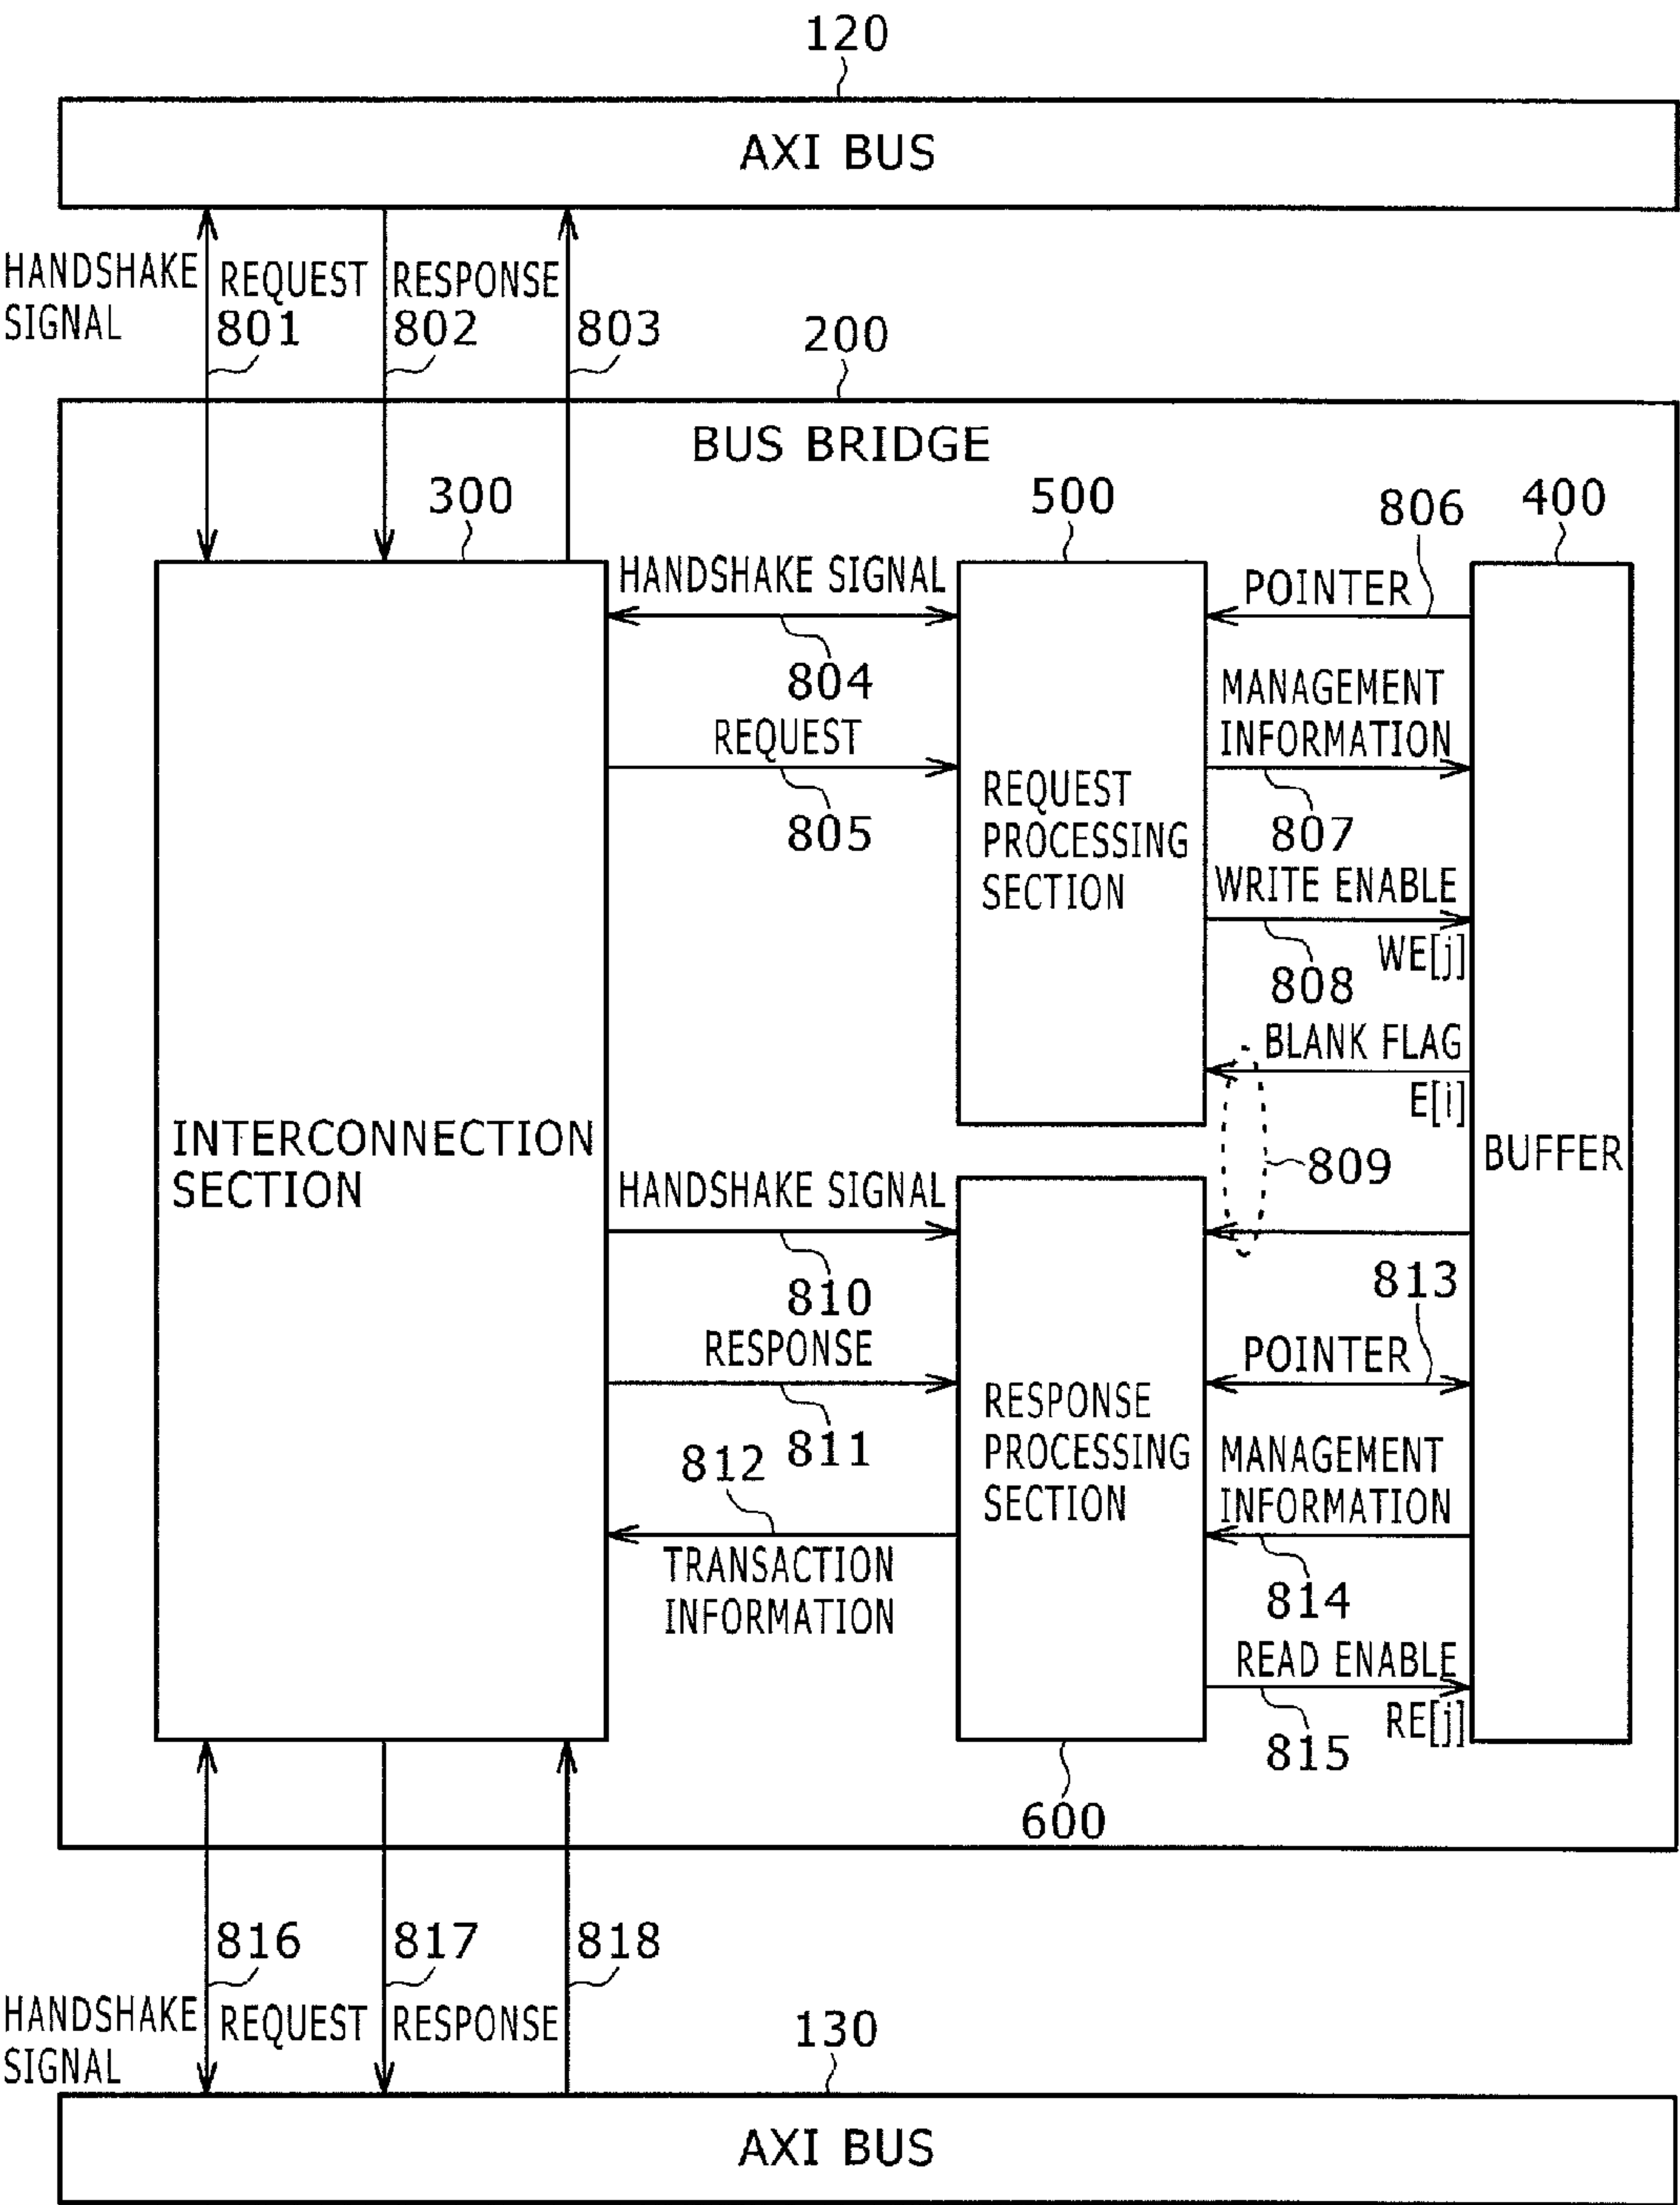 120
AXI BUS
HANDSHAKE
SIGNAL
REQUEST
RESPONSE
801
802
803
200
BUS BRIDGE
300
500
400
806
HANDSHAKE SIGNAL
804
REQUEST
805
POINTER
MANAGEMENT
INFORMATION
807
WRITE ENABLE
WE[j]
808
BLANK FLAG
E[i]
809
REQUEST
PROCESSING
SECTION
INTERCONNECTION
SECTION
BUFFER
HANDSHAKE SIGNAL
810
RESPONSE
811
812
TRANSACTION
INFORMATION
RESPONSE
PROCESSING
SECTION
813
POINTER
MANAGEMENT
INFORMATION
814
READ ENABLE
RE[j]
815
600
816
817
818
HANDSHAKE
SIGNAL
REQUEST
RESPONSE
130
AXI BUS